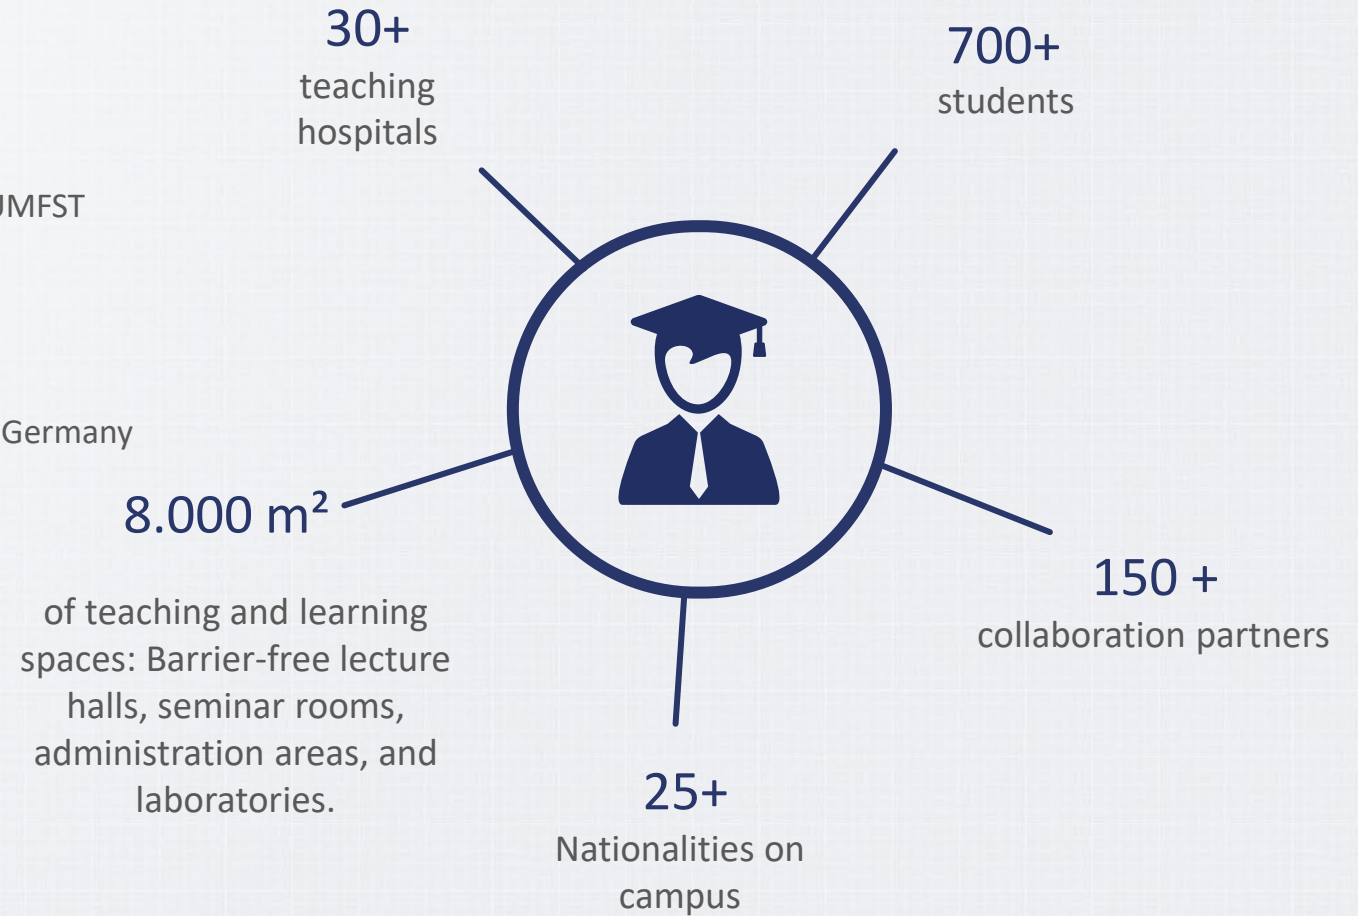 30+
teaching
hospitals
700+
students
UMFST
Germany
8.000 m²
of teaching and learning
spaces: Barrier-free lecture
halls, seminar rooms,
administration areas, and
laboratories.
150 +
collaboration partners
25+
Nationalities on
campus